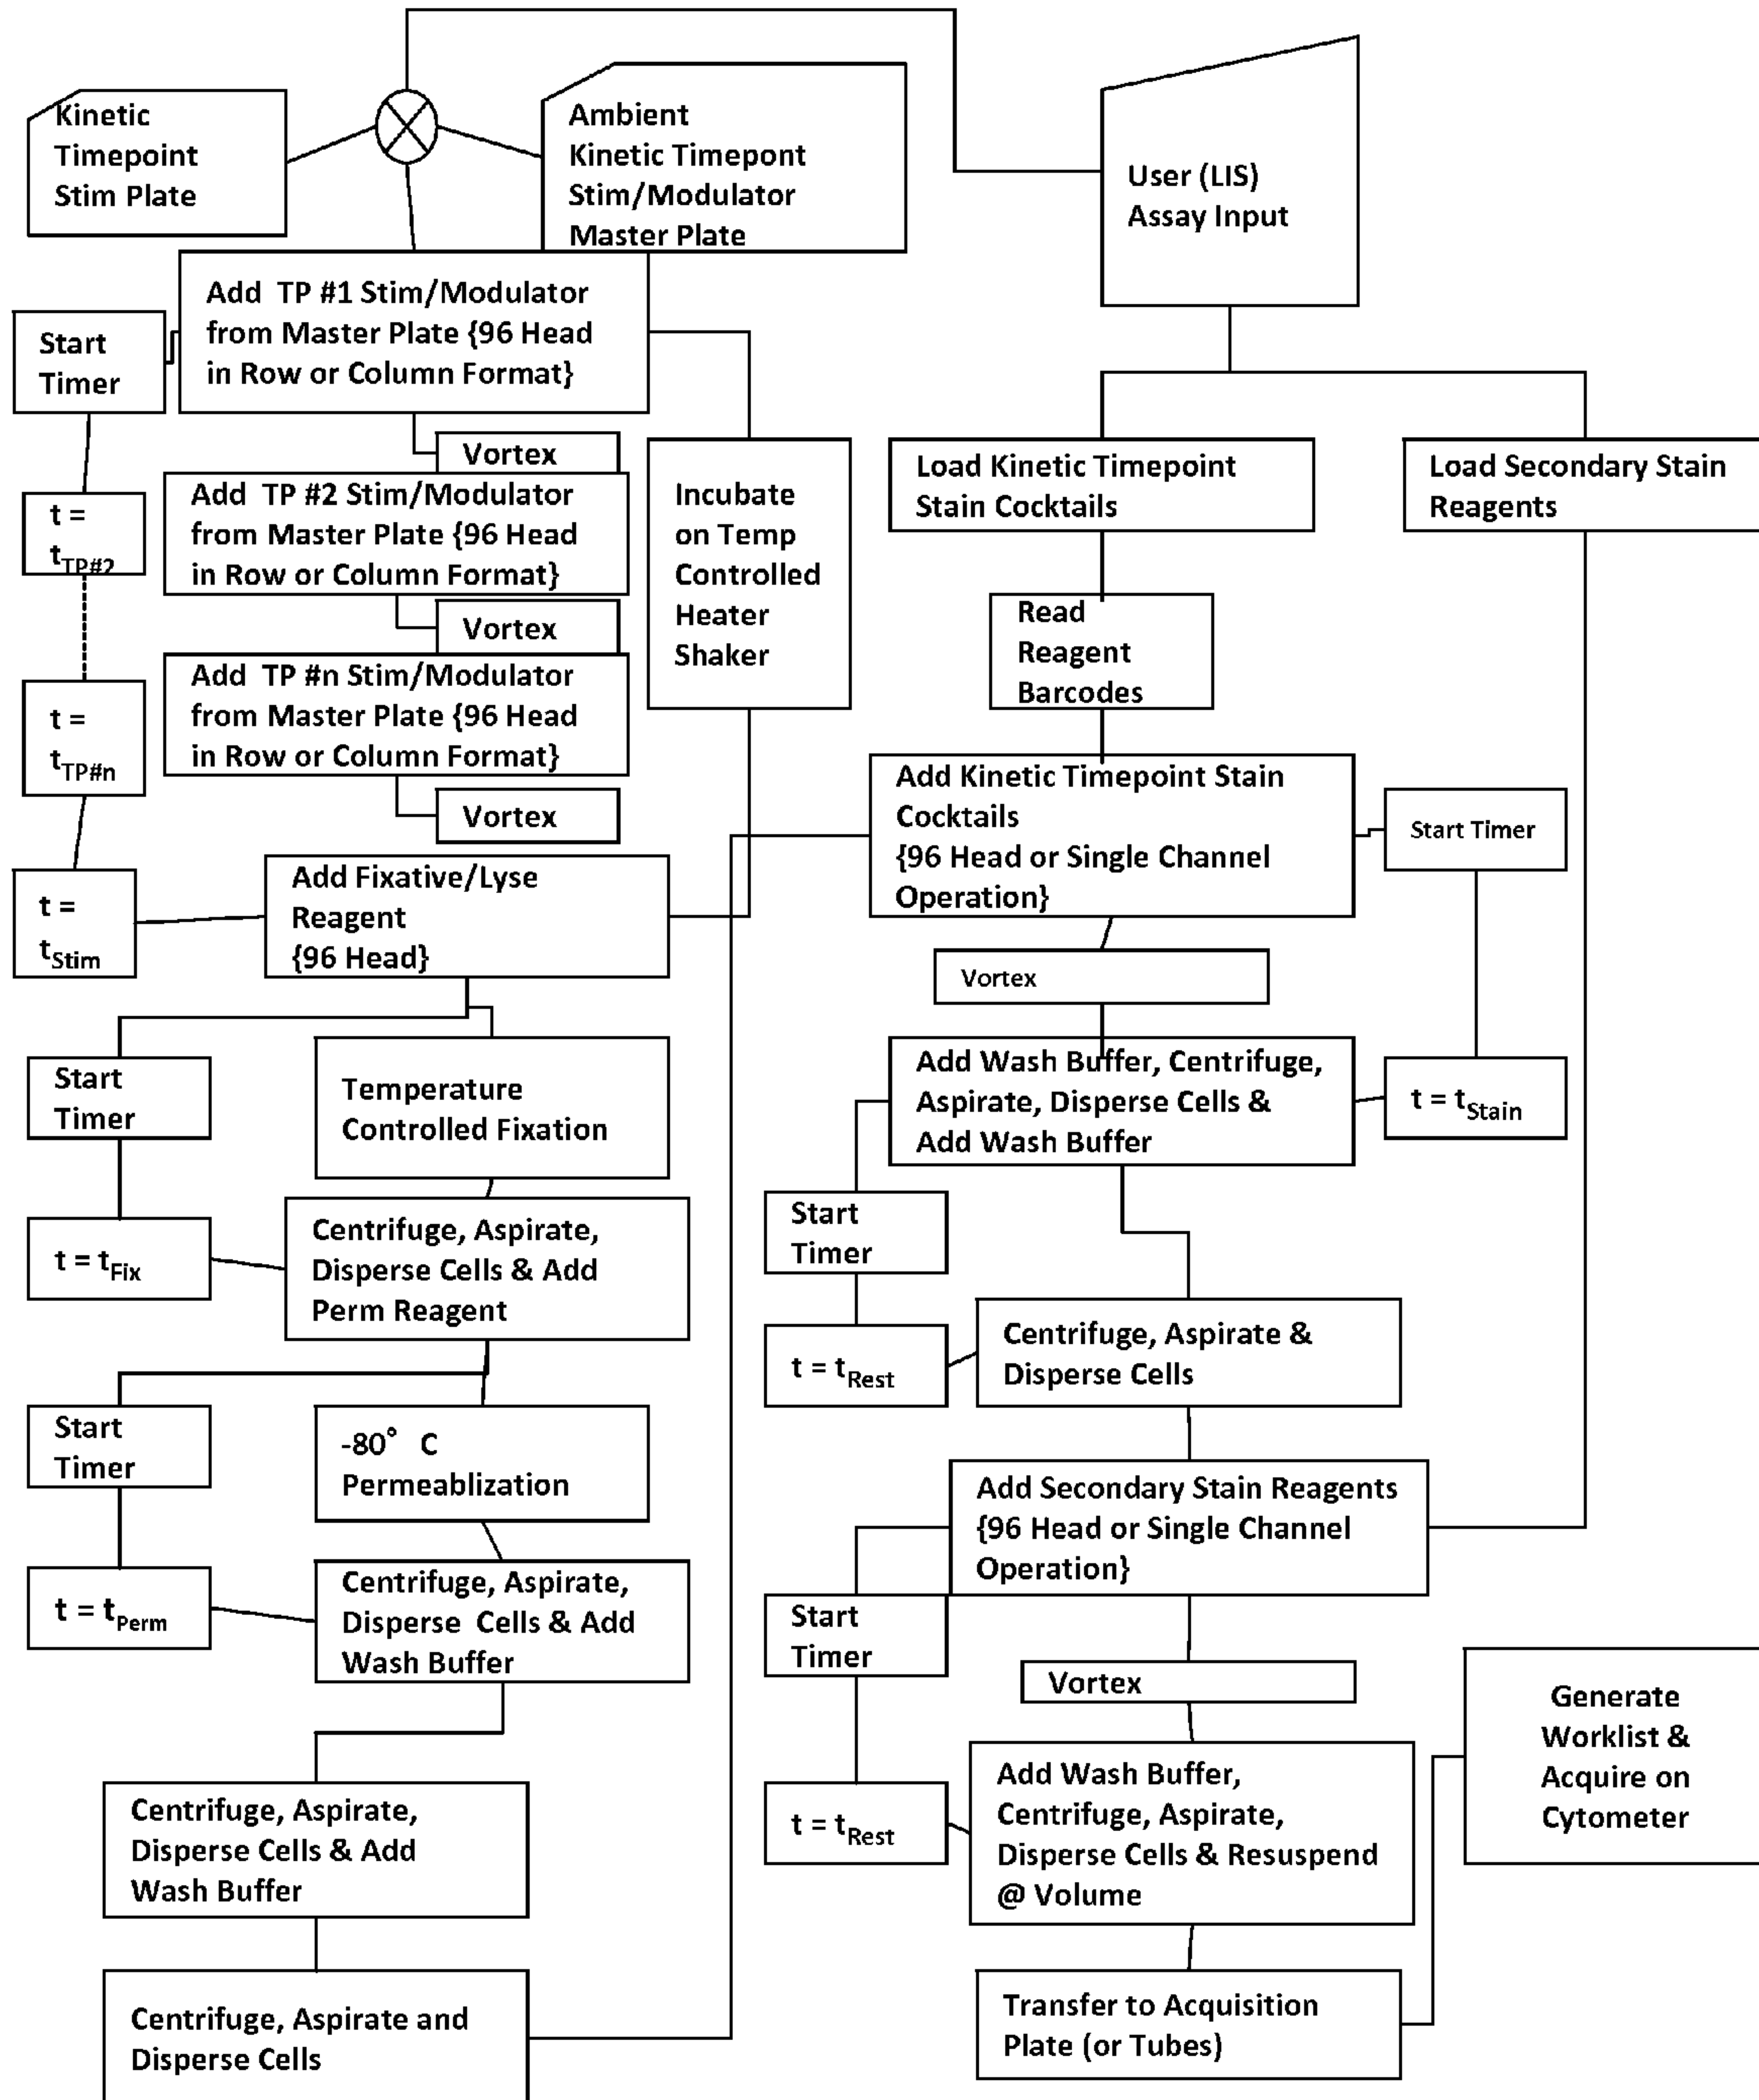 Kinetic
Timepoint
Stim Plate
Ambient
Kinetic Timepont
Stim/Modulator
Master Plate
User (LIS)
Assay Input
Add TP #1 Stim/Modulator
from Master Plate {96 Head
in Row or Column Format}
Start
Timer
Vortex
t =
t_TP#2
Add TP #2 Stim/Modulator
from Master Plate {96 Head
in Row or Column Format}
Vortex
t =
t_TP#n
Add TP #n Stim/Modulator
from Master Plate {96 Head
in Row or Column Format}
Vortex
Incubate
on Temp
Controlled
Heater
Shaker
t =
t_Stim
Add Fixative/Lyse
Reagent
{96 Head}
Start
Timer
Temperature
Controlled Fixation
t = t_Fix
Centrifuge, Aspirate,
Disperse Cells & Add
Perm Reagent
Start
Timer
-80° C
Permeablization
t = t_Perm
Centrifuge, Aspirate,
Disperse Cells & Add
Wash Buffer
Centrifuge, Aspirate,
Disperse Cells & Add
Wash Buffer
Centrifuge, Aspirate and
Disperse Cells
Load Kinetic Timepoint
Stain Cocktails
Load Secondary Stain
Reagents
Read
Reagent
Barcodes
Add Kinetic Timepoint Stain
Cocktails
{96 Head or Single Channel
Operation}
Start Timer
Vortex
Add Wash Buffer, Centrifuge,
Aspirate, Disperse Cells &
Add Wash Buffer
t = t_Stain
Start
Timer
t = t_Rest
Centrifuge, Aspirate &
Disperse Cells
Add Secondary Stain Reagents
{96 Head or Single Channel
Operation}
Start
Timer
Vortex
t = t_Rest
Add Wash Buffer,
Centrifuge, Aspirate,
Disperse Cells & Resuspend
@ Volume
Transfer to Acquisition
Plate (or Tubes)
Generate
Worklist &
Acquire on
Cytometer